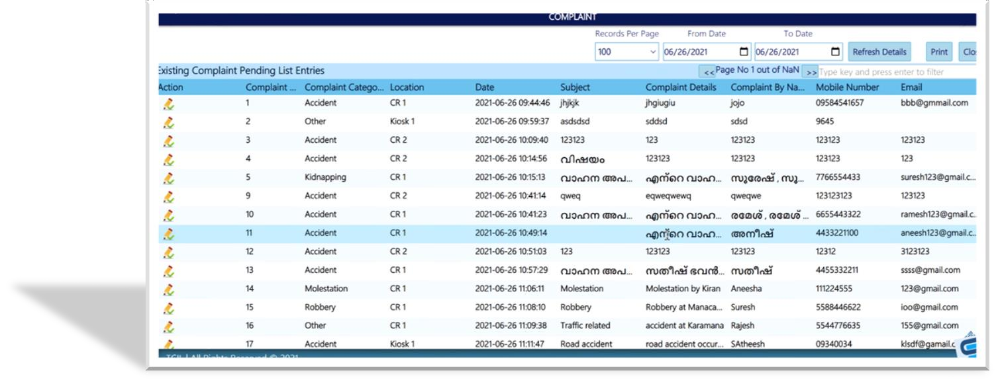 COMPLAINT
Records Per Page From Date To Date
100 06/26/2021 06/26/2021 Refresh Details Print Clo
Existing Complaint Pending List Entries << Page No 1 out of NaN >> Type key and press enter to filter
Action Complaint ... Complaint Catego... Location Date Subject Complaint Details Complaint By Na... Mobile Number Email
1 Accident CR 1 2021-06-26 09:44:46 jhjkjk jhgiugiu jojo 09584541657 bbb@gmmail.com
2 Other Kiosk 1 2021-06-26 09:59:37 asdsdsd sddsd sdsd 9645
3 Accident CR 2 2021-06-26 10:09:40 123123 123 123123 123123 123123
4 Accident CR 2 2021-06-26 10:14:56 വിഷയം 123123 123123 123123 123
5 Kidnapping CR 1 2021-06-26 10:15:13 വാഹന അപ... എന്റെ വാഹ... സുരേഷ് , സു... 7766554433 suresh123@gmail.c...
9 Accident CR 2 2021-06-26 10:41:14 qweq eqweqwewq qweqwe 123123123 123123
10 Accident CR 1 2021-06-26 10:41:23 വാഹന അപ... എന്റെ വാഹ... രമേശ് , രമേശ് ... 6655443322 ramesh123@gmail.c..
11 Accident CR 1 2021-06-26 10:49:14 എന്റെ വാഹ... അനീഷ് 4433221100 aneesh123@gmail.c..
12 Accident CR 2 2021-06-26 10:51:03 123 123123 123123 12312 3123123
13 Accident CR 1 2021-06-26 10:57:29 വാഹന അപ... സതീഷ് ഭവൻ... സതീഷ് 4455332211 ssss@gmail.com
14 Molestation CR 1 2021-06-26 11:06:11 Molestation Molestation by Kiran Aneesha 111224555 123@gmail.com
15 Robbery CR 1 2021-06-26 11:08:10 Robbery Robbery at Manaca... Suresh 5588446622 ioo@gmail.com
16 Other CR 1 2021-06-26 11:09:38 Traffic related accident at Karamana Rajesh 5544776635 155@gmail.com
17 Accident Kiosk 1 2021-06-26 11:11:47 Road accident road accident occur... SAtheesh 09340034 klsdf@gamail.c
TCIL | All Rights Reserved © 2021